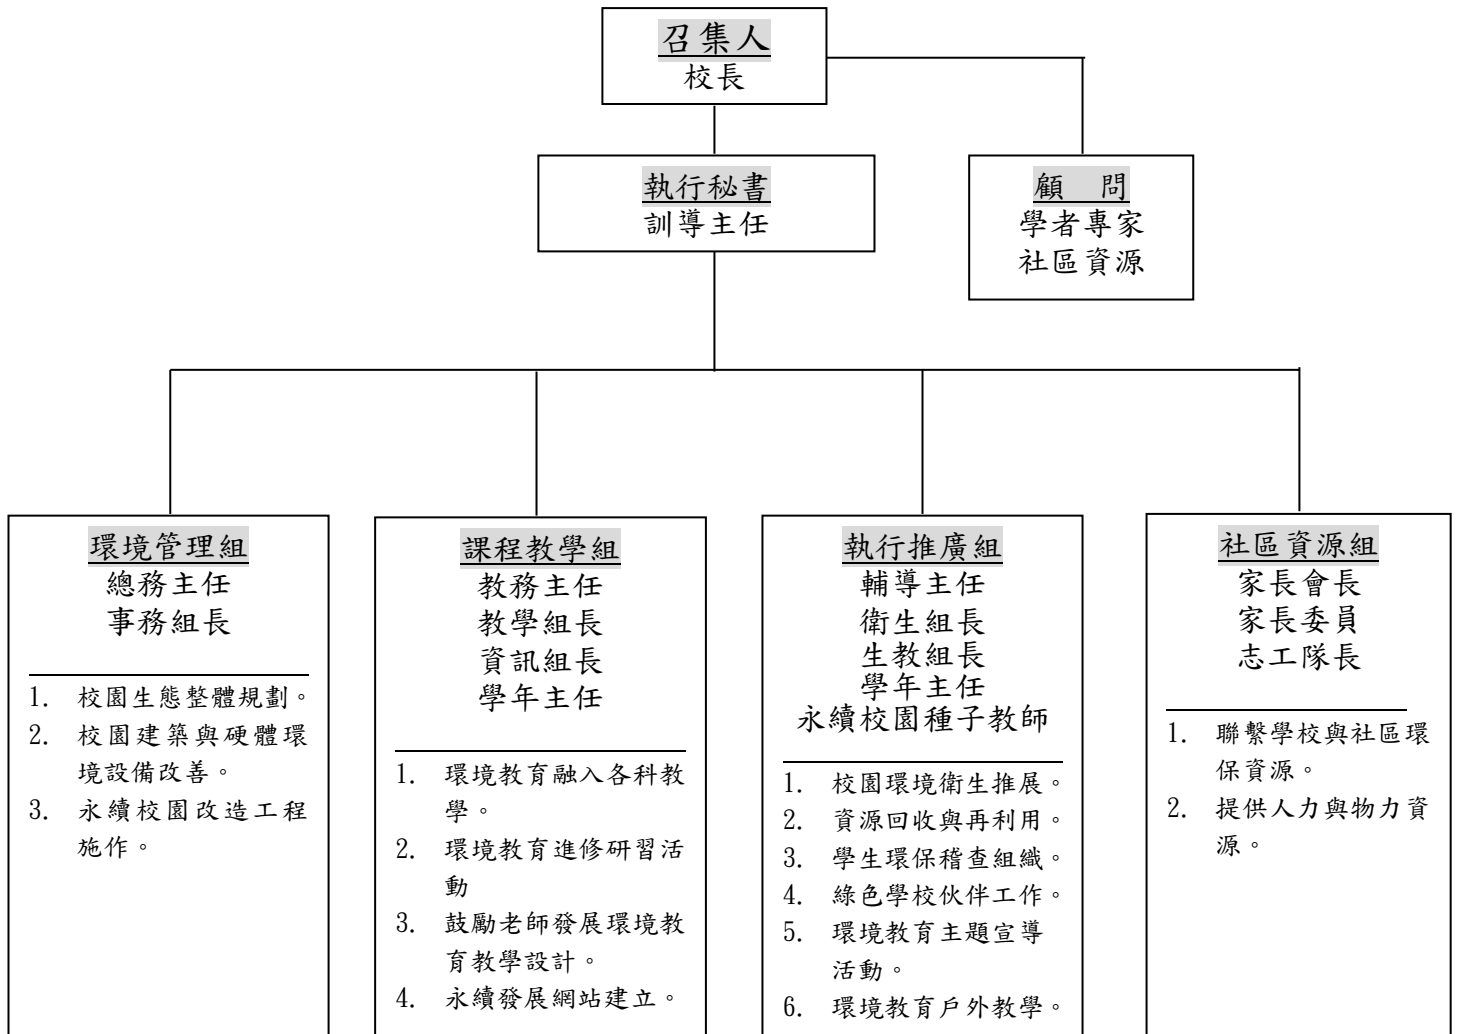 召集人
校長
執行秘書
訓導主任
顧　問
學者專家
社區資源
環境管理組
總務主任
事務組長
1. 校園生態整體規劃。
2. 校園建築與硬體環
境設備改善。
3. 永續校園改造工程
施作。
課程教學組
教務主任
教學組長
資訊組長
學年主任
1. 環境教育融入各科教
學。
2. 環境教育進修研習活
動
3. 鼓勵老師發展環境教
育教學設計。
4. 永續發展網站建立。
執行推廣組
輔導主任
衛生組長
生教組長
學年主任
永續校園種子教師
1. 校園環境衛生推展。
2. 資源回收與再利用。
3. 學生環保稽查組織。
4. 綠色學校伙伴工作。
5. 環境教育主題宣導
活動。
6. 環境教育戶外教學。
社區資源組
家長會長
家長委員
志工隊長
1. 聯繫學校與社區環
保資源。
2. 提供人力與物力資
源。